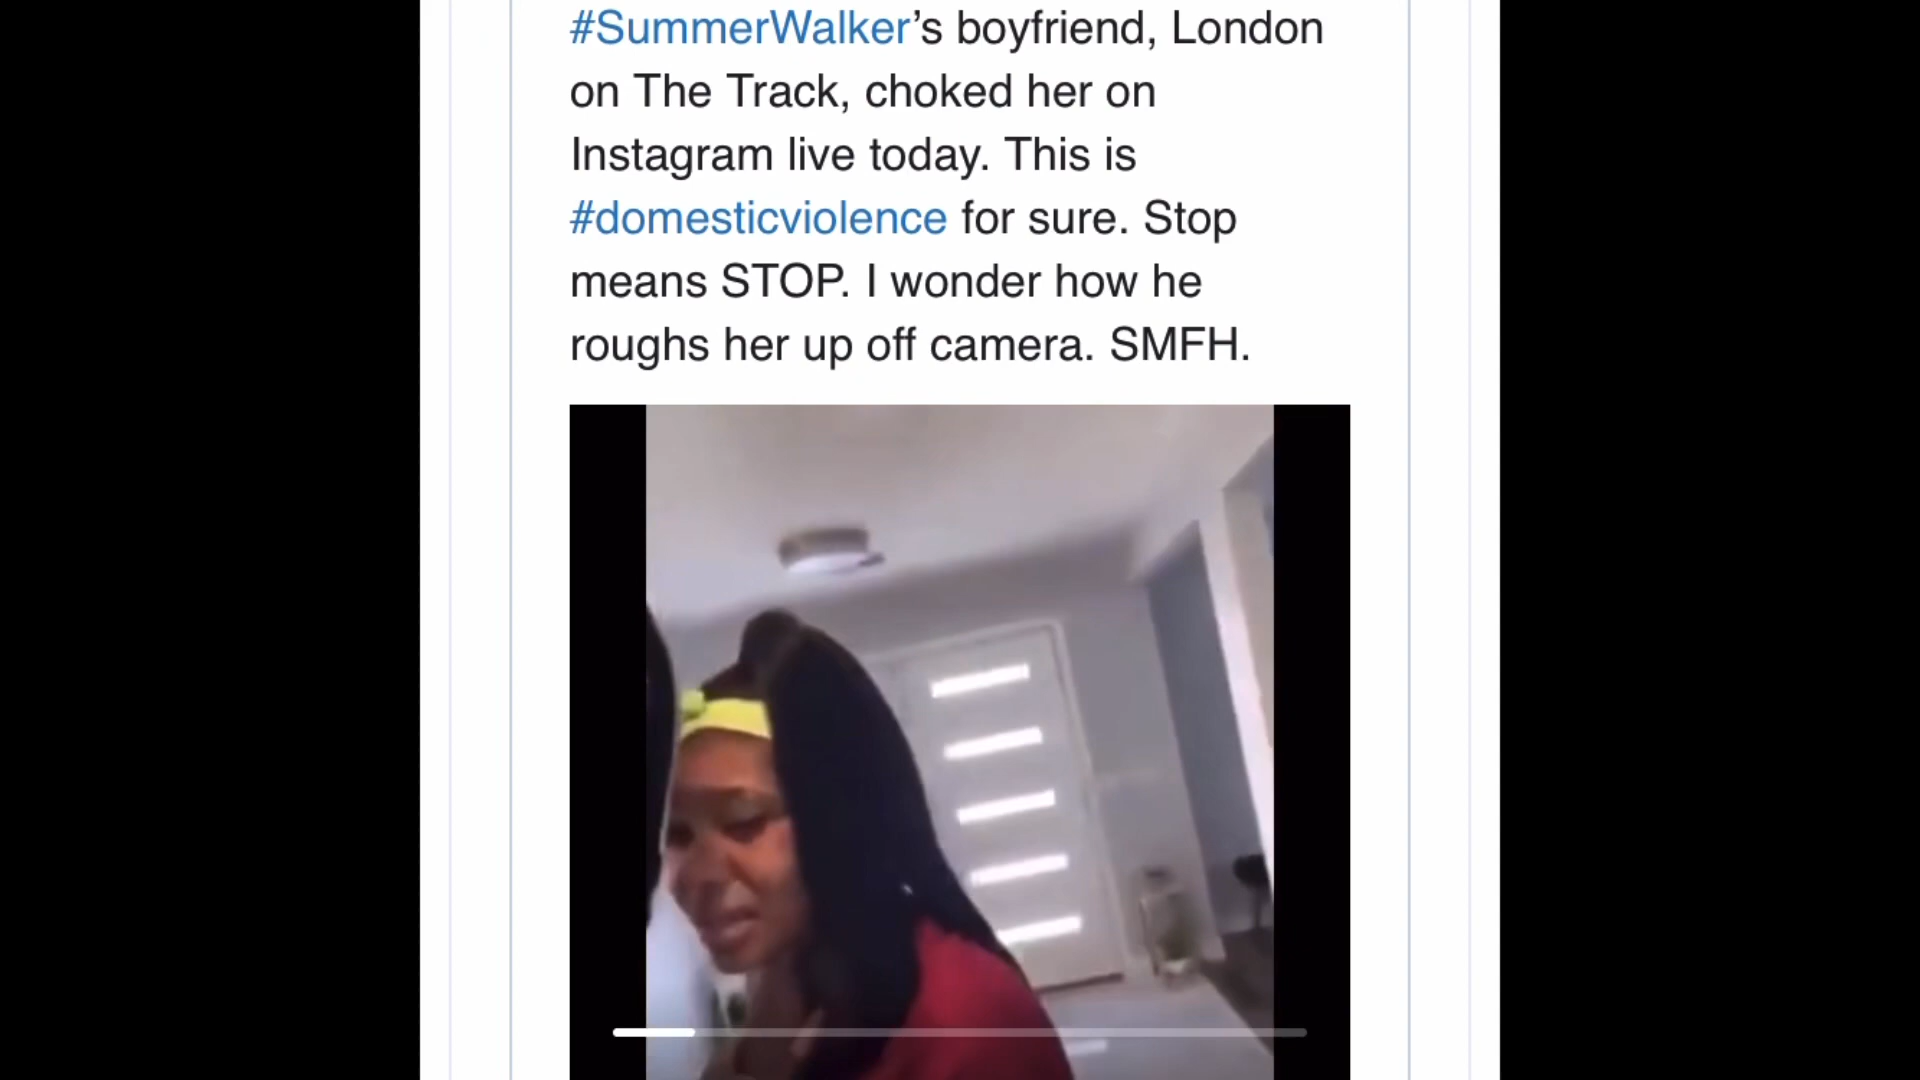 #SummerWalker’s boyfriend, London
on The Track, choked her on
Instagram live today. This is
#domesticviolence for sure. Stop
means STOP. I wonder how he
roughs her up off camera. SMFH.